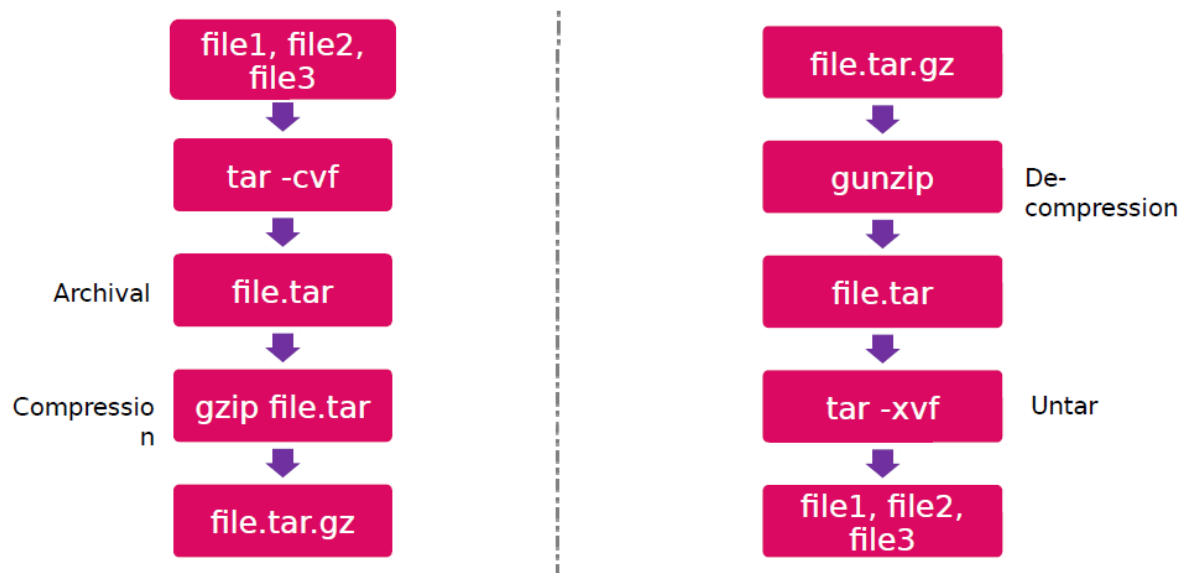 file1, file2,
file3
tar -cvf
Archival
file.tar
Compressio
n
gzip file.tar
file.tar.gz
file.tar.gz
gunzip
De-
compression
file.tar
tar -xvf
Untar
file1, file2,
file3